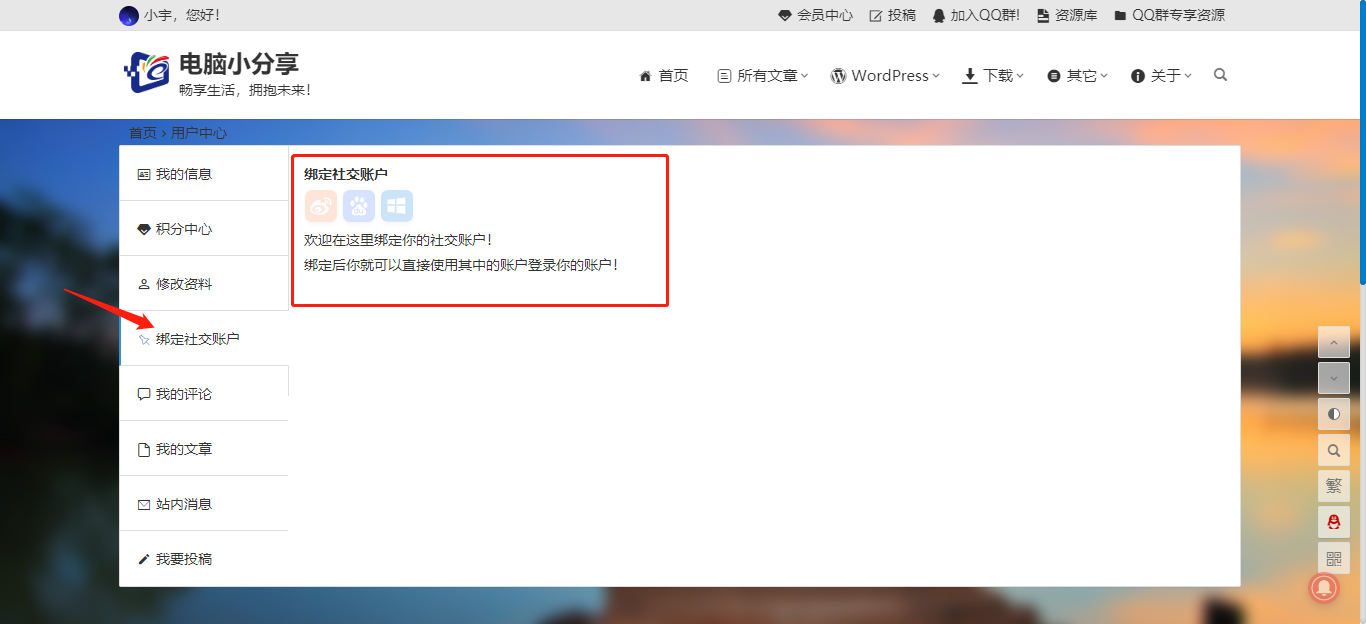 小宇，您好！
会员中心 投稿 加入QQ群! 资源库 QQ群专享资源
电脑小分享
畅享生活，拥抱未来！
首页 所有文章 WordPress 下载 其它 关于
首页 › 用户中心
我的信息
积分中心
修改资料
绑定社交账户
我的评论
我的文章
站内消息
我要投稿
绑定社交账户
du
欢迎在这里绑定你的社交账户！
绑定后你就可以直接使用其中的账户登录你的账户！
繁